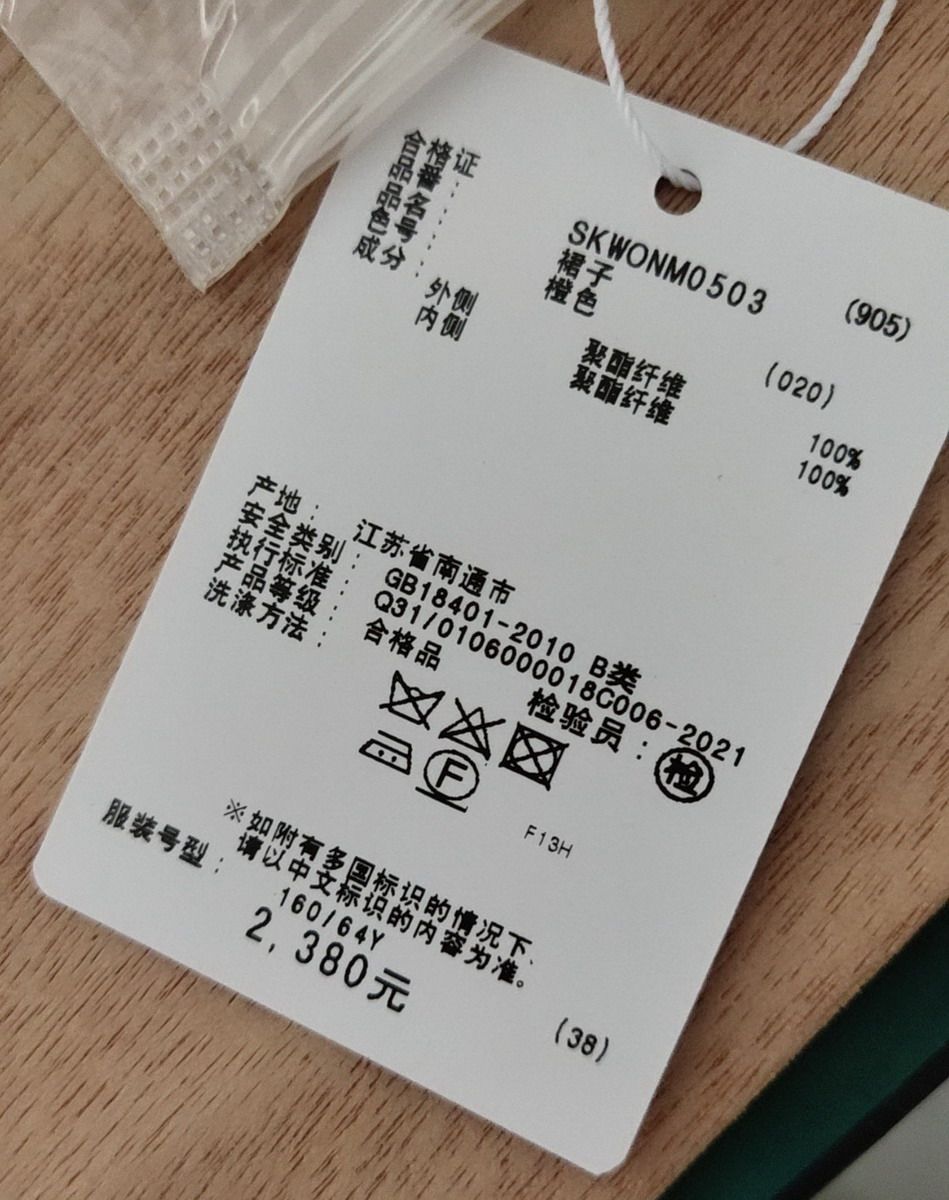 合格证
品番： SKWONM0503 (905)
品名： 裙子
色号： 橙色 (020)
成分：
外侧 聚酯纤维 100%
内侧 聚酯纤维 100%
产地： 江苏省南通市
安全类别： GB18401-2010 B类
执行标准： Q31/0106000018C006-2021
产品等级： 合格品 检验员：检
洗涤方法：
F
F13H
※如附有多国标识的情况下、
请以中文标识的内容为准。
服装号型： 160/64Y (38)
2,380元